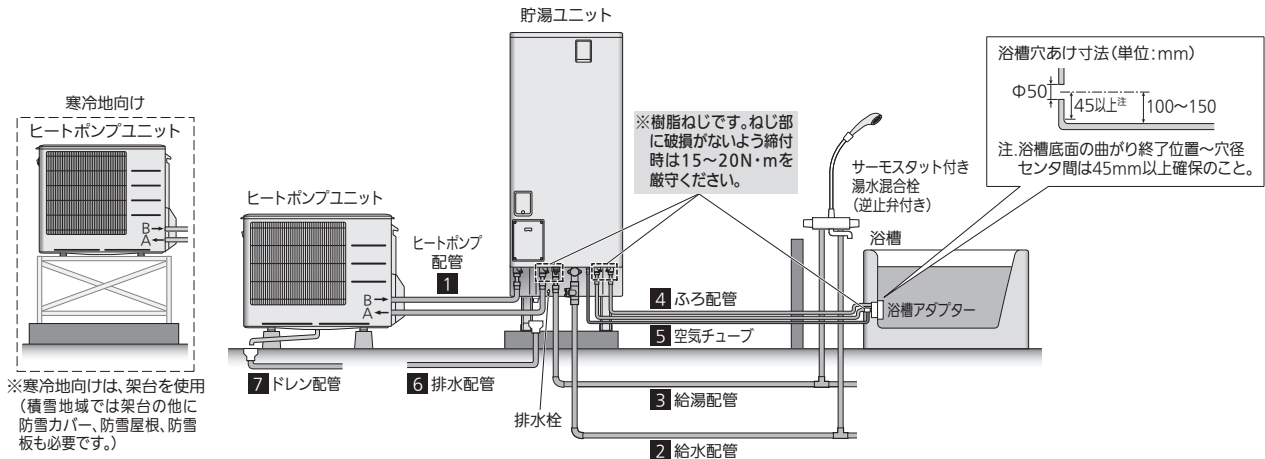 貯湯ユニット
寒冷地向け
ヒートポンプユニット
B
A
※寒冷地向けは、架台を使用
(積雪地域では架台の他に
防雪カバー、防雪屋根、防雪
板も必要です。)
ヒートポンプユニット
ヒートポンプ
配管
1
B
A
※樹脂ねじです。ねじ部
に破損がないよう締付
時は15~20N・mを
厳守ください。
サーモスタット付き
湯水混合栓
(逆止弁付き)
浴槽穴あけ寸法(単位:mm)
Φ50
45以上注
100~150
注.浴槽底面の曲がり終了位置~穴径
センタ間は45mm以上確保のこと。
浴槽
浴槽アダプター
4 ふろ配管
5 空気チューブ
7 ドレン配管
6 排水配管
排水栓
3 給湯配管
2 給水配管